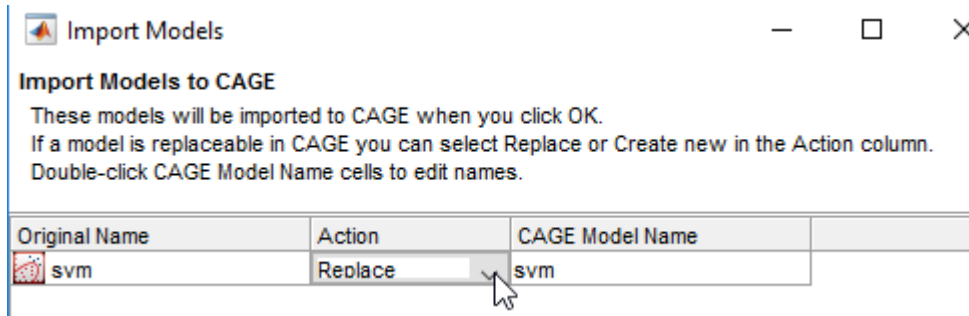 Import Models
Import Models to CAGE
These models will be imported to CAGE when you click OK.
If a model is replaceable in CAGE you can select Replace or Create new in the Action column.
Double-click CAGE Model Name cells to edit names.
Original Name Action CAGE Model Name
svm Replace svm